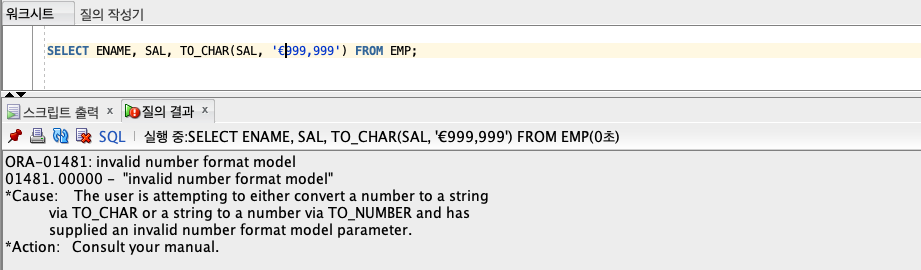 워크시트 질의 작성기
SELECT ENAME, SAL, TO_CHAR(SAL, '€999,999') FROM EMP;
스크립트 출력 x 질의 결과 x
SQL | 실행 중:SELECT ENAME, SAL, TO_CHAR(SAL, '€999,999') FROM EMP(0초)
ORA-01481: invalid number format model
01481. 00000 - "invalid number format model"
*Cause: The user is attempting to either convert a number to a string
via TO_CHAR or a string to a number via TO_NUMBER and has
supplied an invalid number format model parameter.
*Action: Consult your manual.